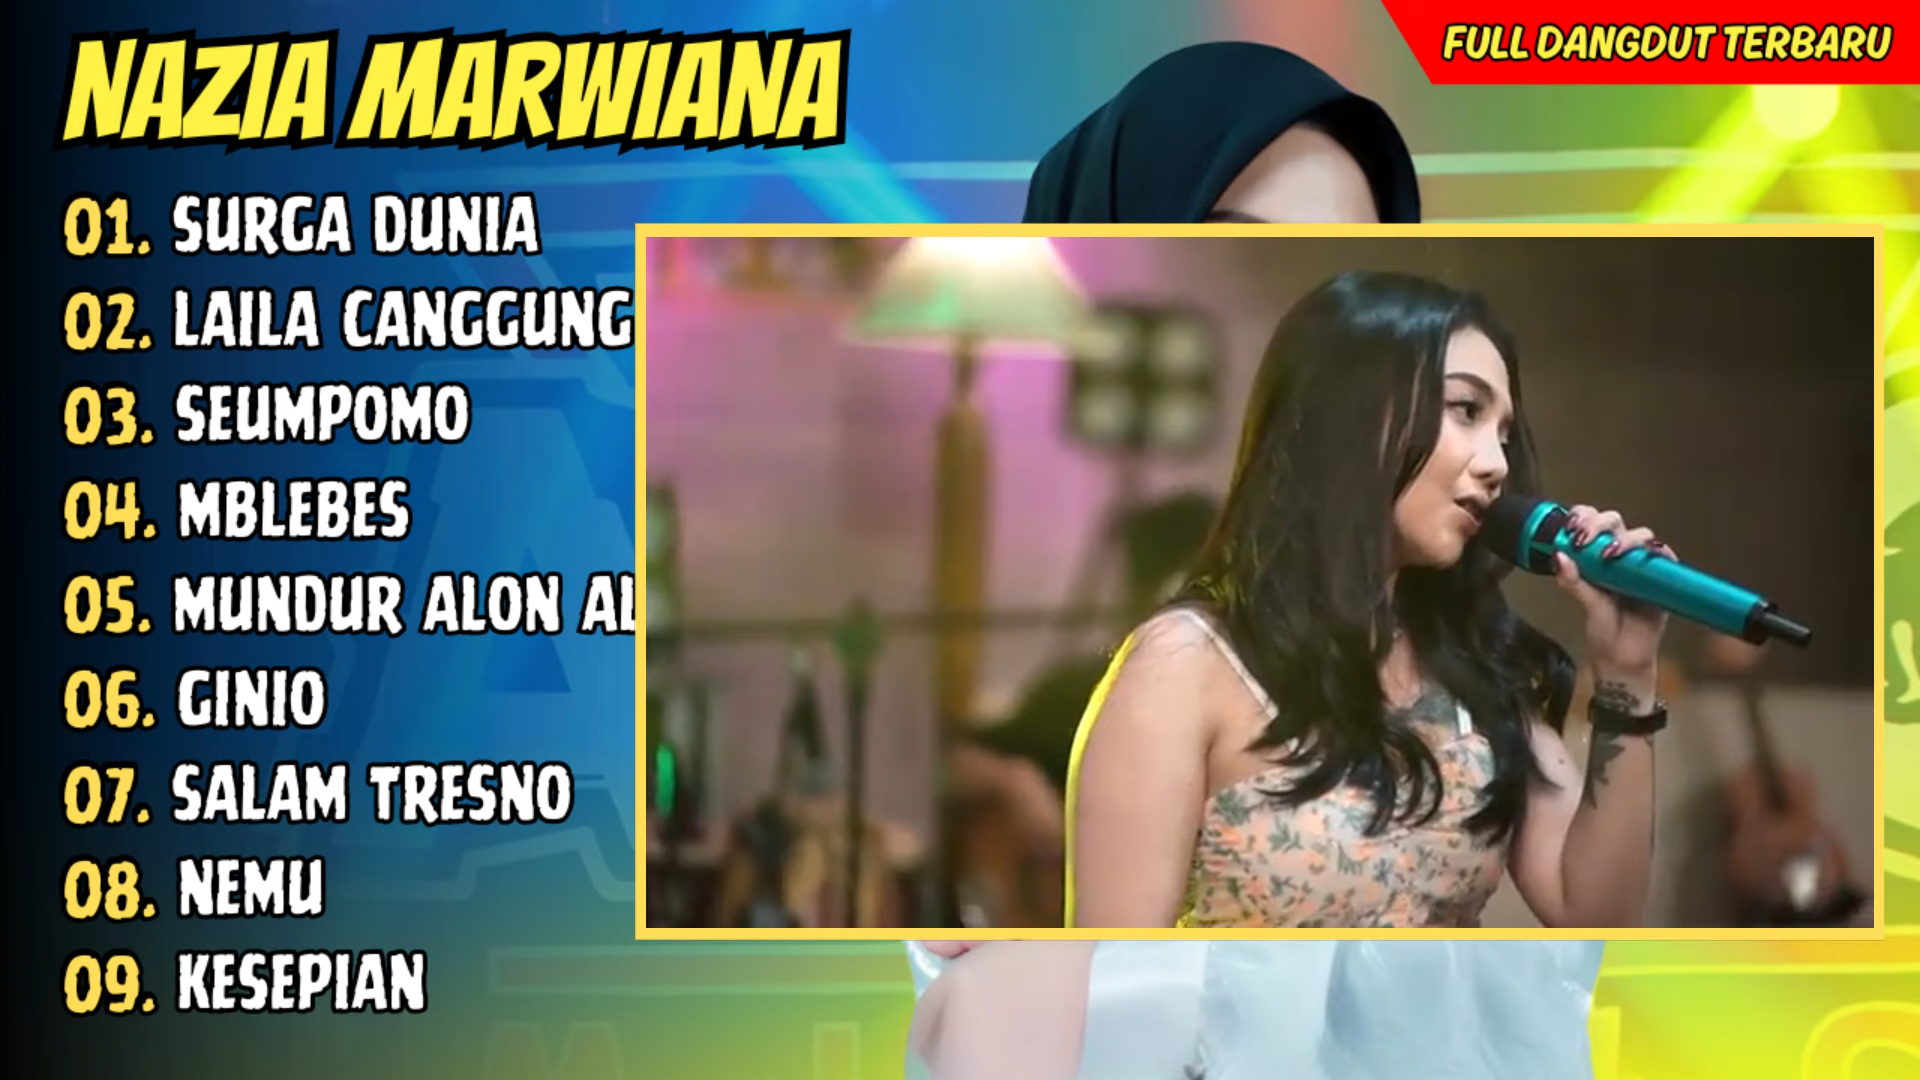 NAZIA MARWIANA
FULL DANGDUT TERBARU
01. SURGA DUNIA
02. LAILA CANGGUNG
03. SEUMPOMO
04. MBLEBES
05. MUNDUR ALON AL
06. GINIO
07. SALAM TRESNO
08. NEMU
09. KESEPIAN